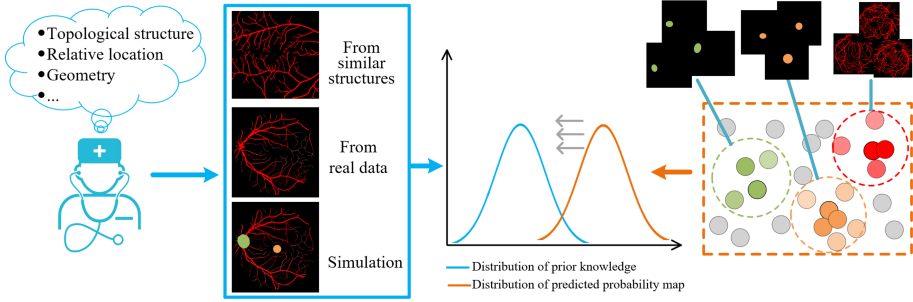 •Topological structure
•Relative location
•Geometry
•...
From
similar
structures
From
real data
Simulation
Distribution of prior knowledge
Distribution of predicted probability map